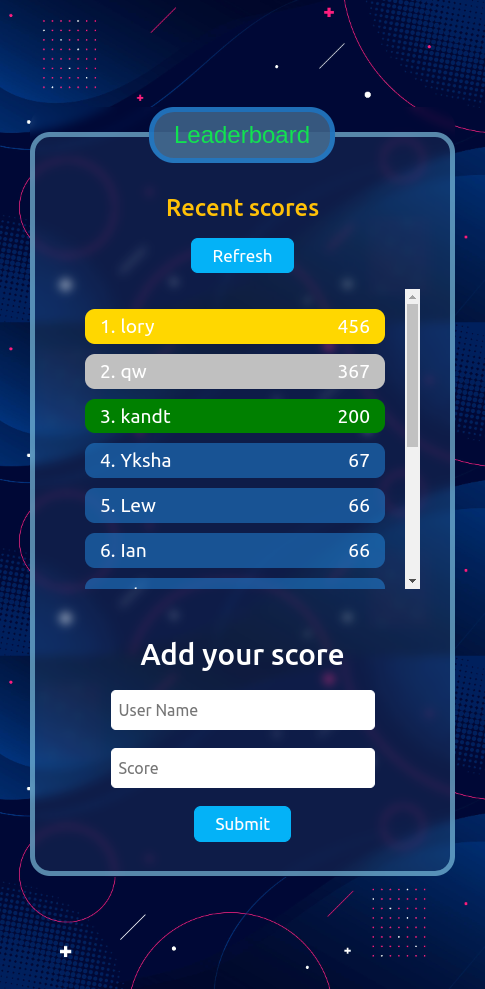 Leaderboard
Recent scores
Refresh
1. lory 456
2. qw 367
3. kandt 200
4. Yksha 67
5. Lew 66
6. Ian 66
Add your score
User Name
Score
Submit